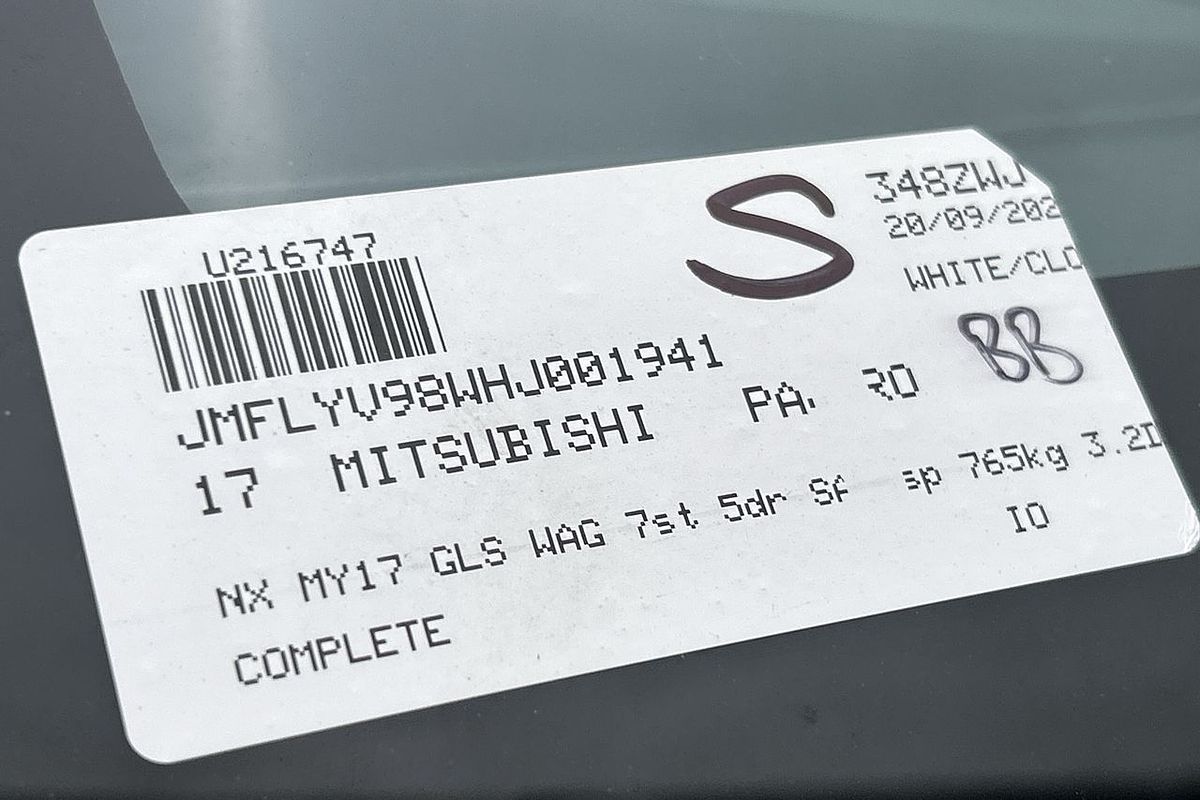 U216747
S
348ZWJ
20/09/202
WHITE/CLO
JMFLYV98WHJ001941
BB
17 MITSUBISHI
NX MY17 GLS WAG 7st 5dr sp 765kg 3.2D
IO
COMPLETE